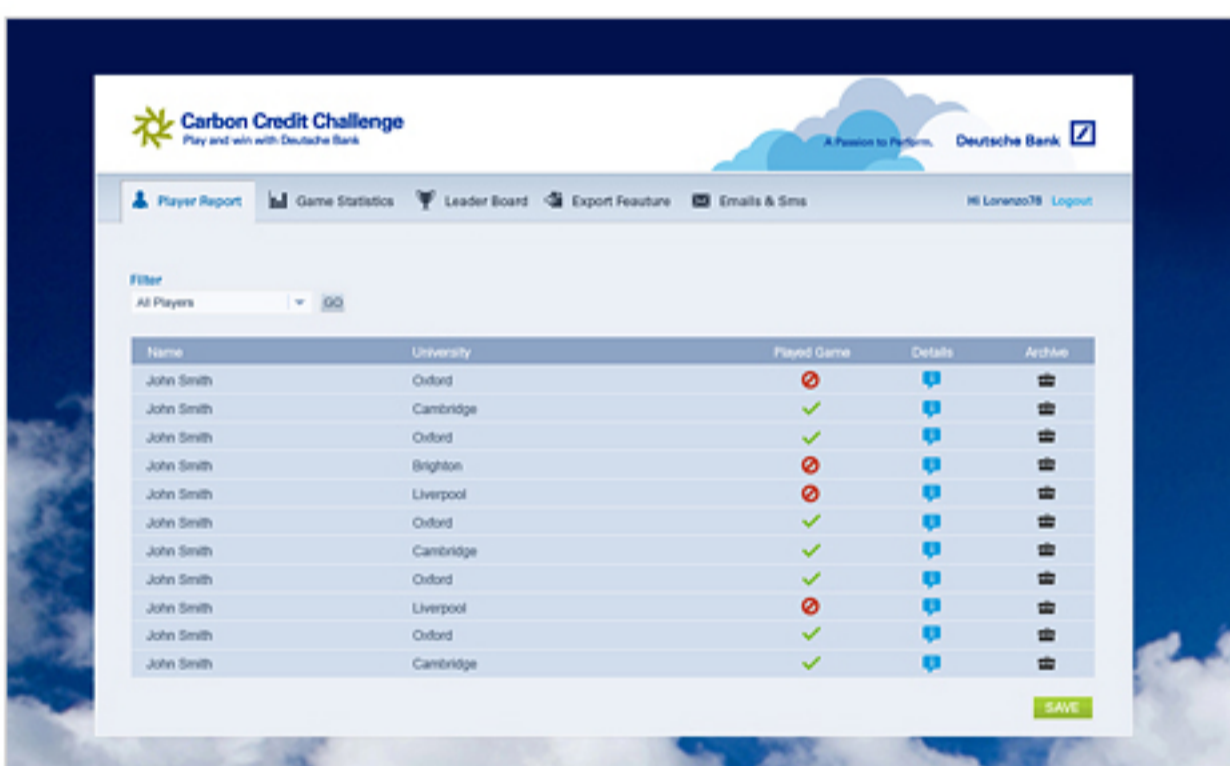 Carbon Credit Challenge
Play and win with Deutsche Bank
A Passion to Perform.
Deutsche Bank
Player Report Game Statistics Leader Board Export Feauture Emails & Sms Hi Lorenzo78 Logout
Filter
All Players GO
Name University Played Game Details Archive
John Smith Oxford
John Smith Cambridge
John Smith Oxford
John Smith Brighton
John Smith Liverpool
John Smith Oxford
John Smith Cambridge
John Smith Oxford
John Smith Liverpool
John Smith Oxford
John Smith Cambridge
SAVE